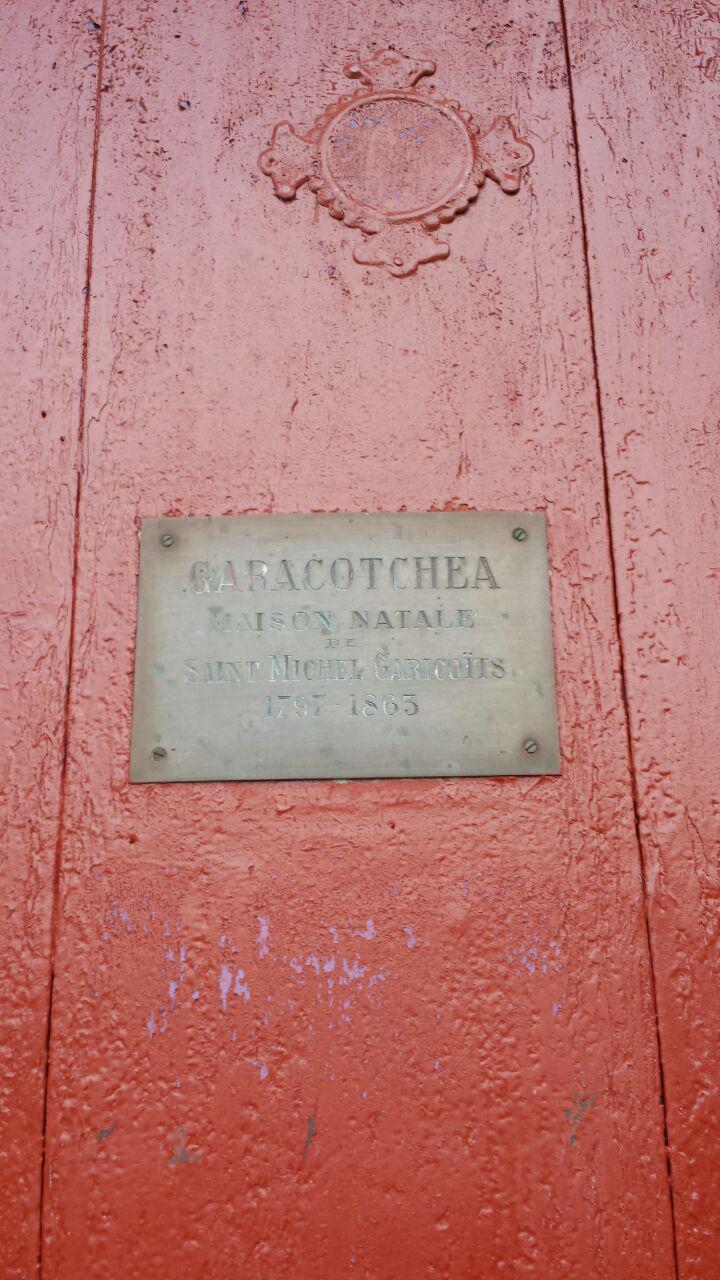 GARACOTCHEA
MAISON NATALE
DE
SAINT MICHEL GARICOÏTS
1797-1863